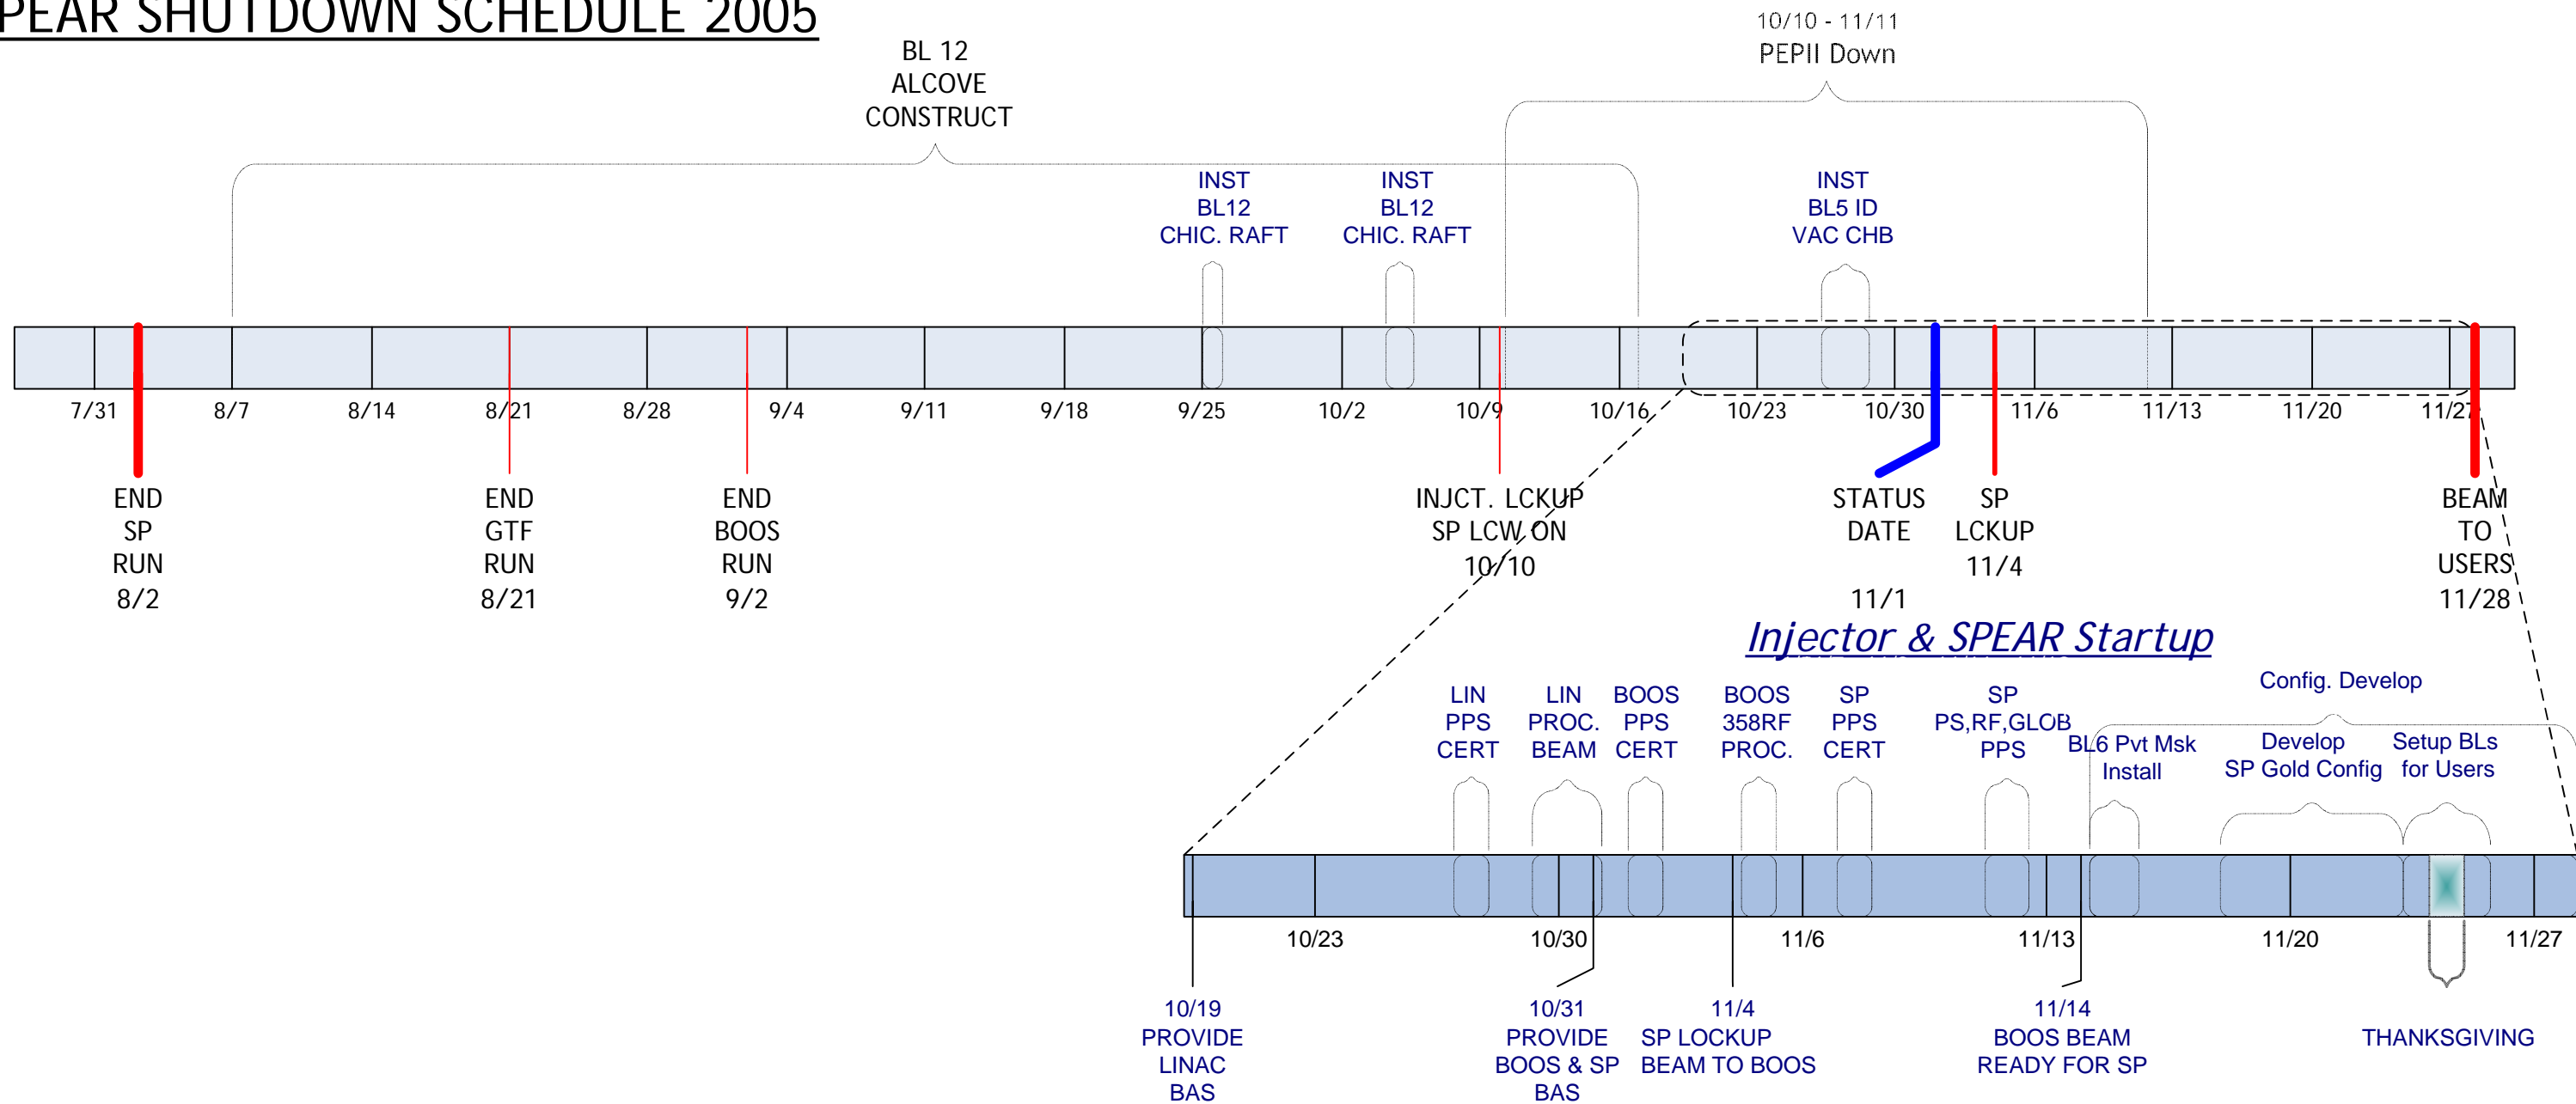 PEAR SHUTDOWN SCHEDULE 2005
10/10 - 11/11
PEPII Down
BL 12
ALCOVE
CONSTRUCT
INST
BL12
CHIC. RAFT
INST
BL12
CHIC. RAFT
INST
BL5 ID
VAC CHB
7/31
8/7
8/14
8/21
8/28
9/4
9/11
9/18
9/25
10/2
10/9
10/16
10/23
10/30
11/6
11/13
11/20
11/27
END
SP
RUN
8/2
END
GTF
RUN
8/21
END
BOOS
RUN
9/2
INJCT. LCKUP
SP LCW ON
10/10
STATUS
DATE
11/1
SP
LCKUP
11/4
BEAM
TO
USERS
11/28
Injector & SPEAR Startup
LIN
PPS
CERT
LIN
PROC.
BEAM
BOOS
PPS
CERT
BOOS
358RF
PROC.
SP
PPS
CERT
SP
PS,RF,GLOB
PPS
BL6 Pvt Msk
Install
Config. Develop
Develop
SP Gold Config
Setup BLs
for Users
10/23
10/30
11/6
11/13
11/20
11/27
10/19
PROVIDE
LINAC
BAS
10/31
PROVIDE
BOOS & SP
BAS
11/4
SP LOCKUP
BEAM TO BOOS
11/14
BOOS BEAM
READY FOR SP
THANKSGIVING